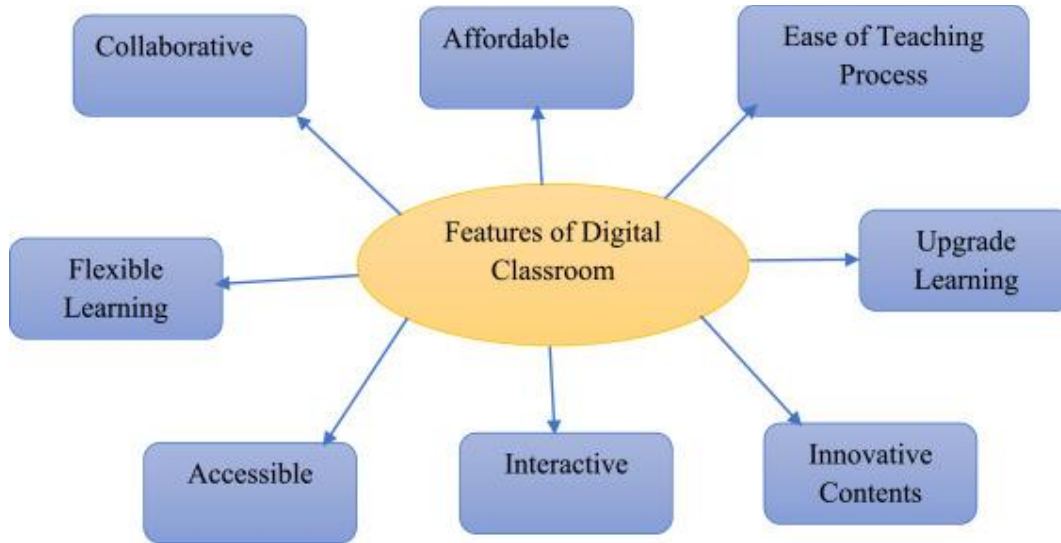 Collaborative
Affordable
Ease of Teaching
Process
Features of Digital
Classroom
Flexible
Learning
Upgrade
Learning
Accessible
Interactive
Innovative
Contents